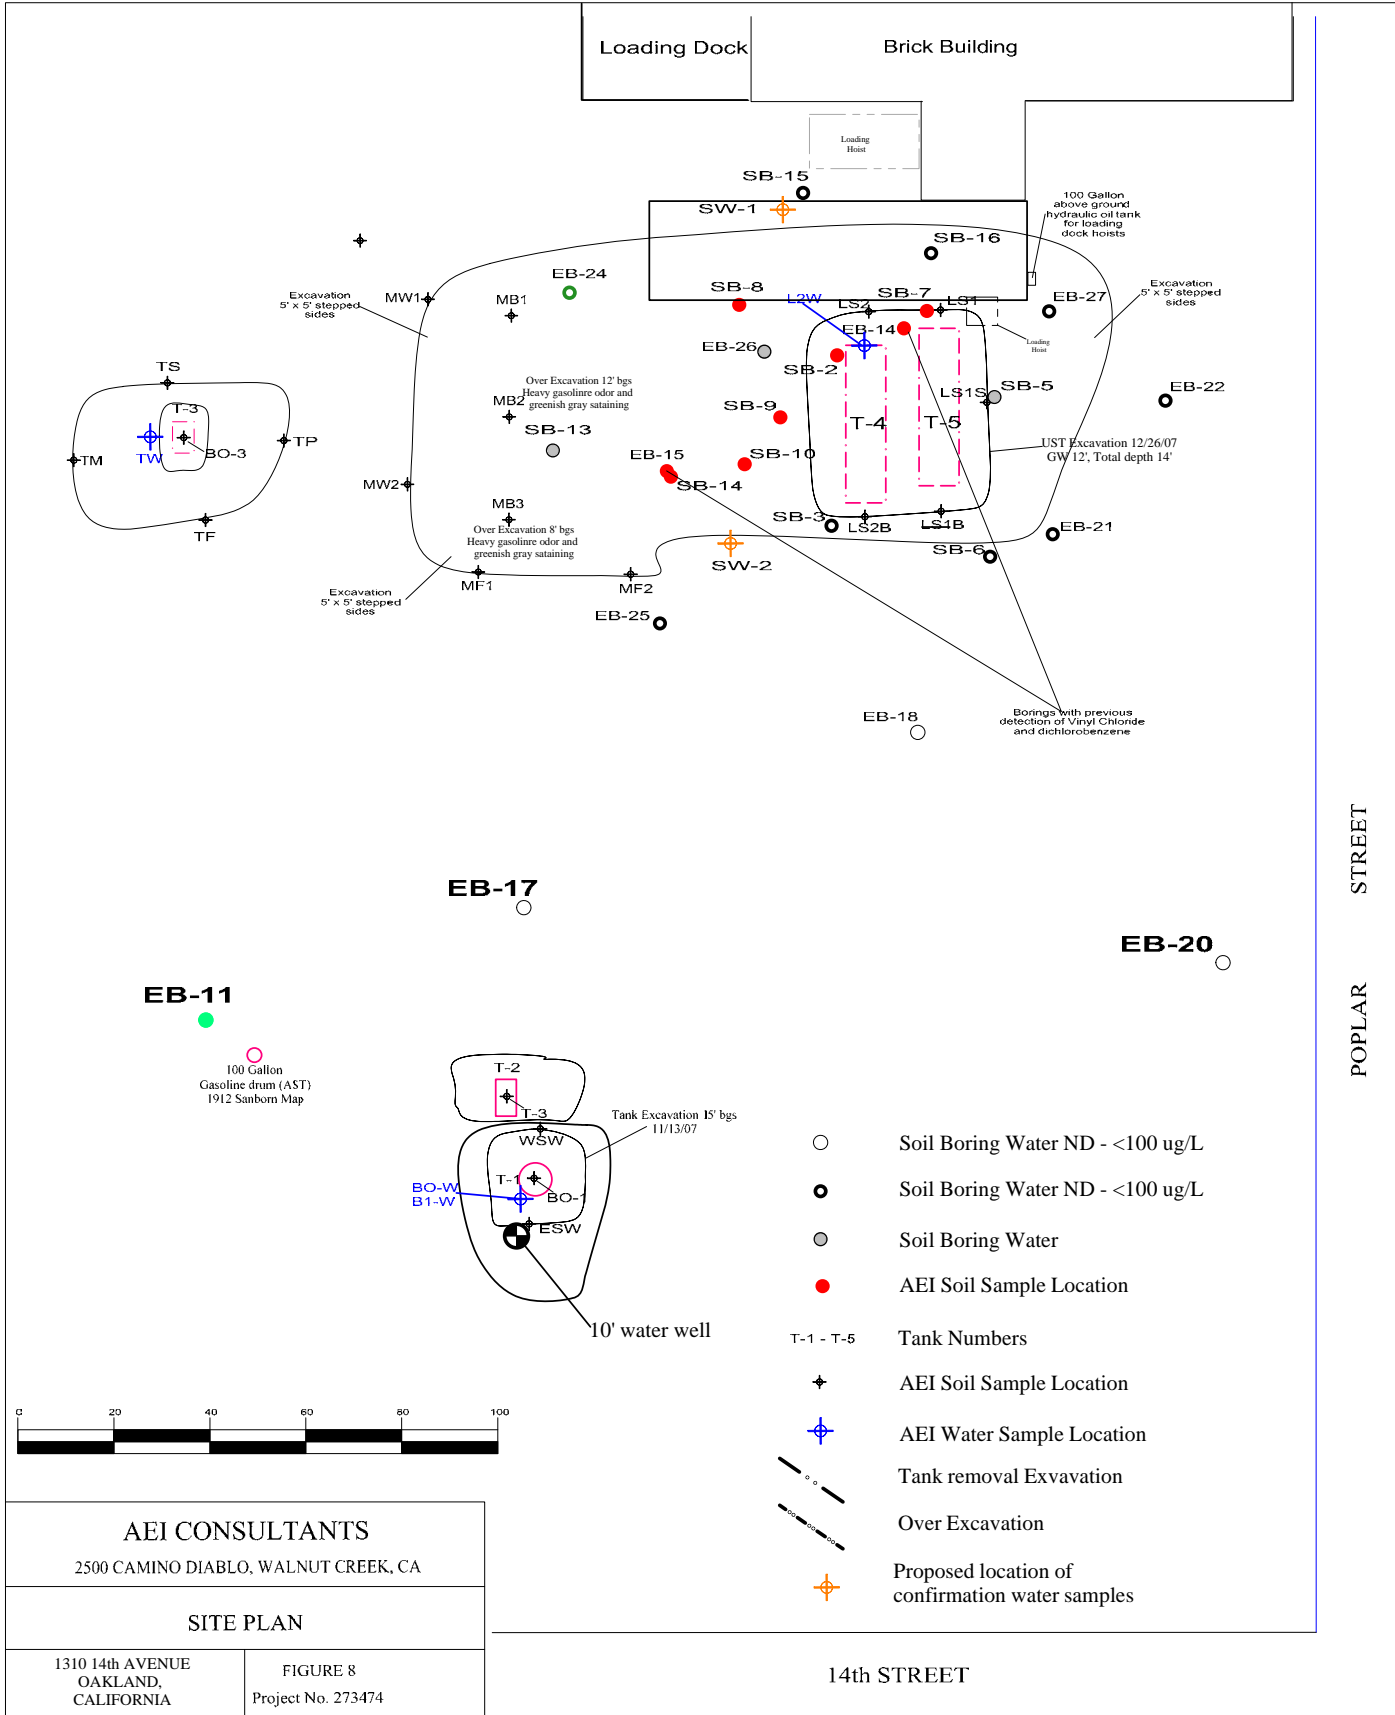 Loading Dock
Brick Building
Loading
Hoist
SB-15
SW-1
100 Gallon
above ground
hydraulic oil tank
for loading
dock hoists
SB-16
EB-24
Excavation
5' x 5' stepped
sides
MW1
MB1
SB-8
L2W
LS2
SB-7
LS1
EB-27
Excavation
5' x 5' stepped
sides
EB-14
EB-26
Loading
Hoist
SB-2
TS
T-3
Over Excavation 12' bgs
Heavy gasolinre odor and
greenish gray sataining
MB2
SB-13
SB-9
LS1S
SB-5
EB-22
T-4
T-5
TM
TW
BO-3
TP
UST Excavation 12/26/07
GW 12', Total depth 14'
EB-15
SB-10
SB-14
MW2
MB3
TF
Over Excavation 8' bgs
Heavy gasolinre odor and
greenish gray sataining
SB-3
LS2B
LS1B
EB-21
SB-6
SW-2
MF1
MF2
Excavation
5' x 5' stepped
sides
EB-25
EB-18
Borings with previous
detection of Vinyl Chloride
and dichlorobenzene
POPLAR STREET
EB-17
EB-20
EB-11
100 Gallon
Gasoline drum (AST)
1912 Sanborn Map
T-2
T-3
WSW
Tank Excavation 15' bgs
11/13/07
T-1
BO-1
BO-W
B1-W
ESW
10' water well
Soil Boring Water ND - <100 ug/L
Soil Boring Water ND - <100 ug/L
Soil Boring Water
AEI Soil Sample Location
T-1 - T-5 Tank Numbers
AEI Soil Sample Location
AEI Water Sample Location
Tank removal Exvavation
Over Excavation
Proposed location of
confirmation water samples
0 20 40 60 80 100
AEI CONSULTANTS
2500 CAMINO DIABLO, WALNUT CREEK, CA
SITE PLAN
1310 14th AVENUE
OAKLAND,
CALIFORNIA
FIGURE 8
Project No. 273474
14th STREET